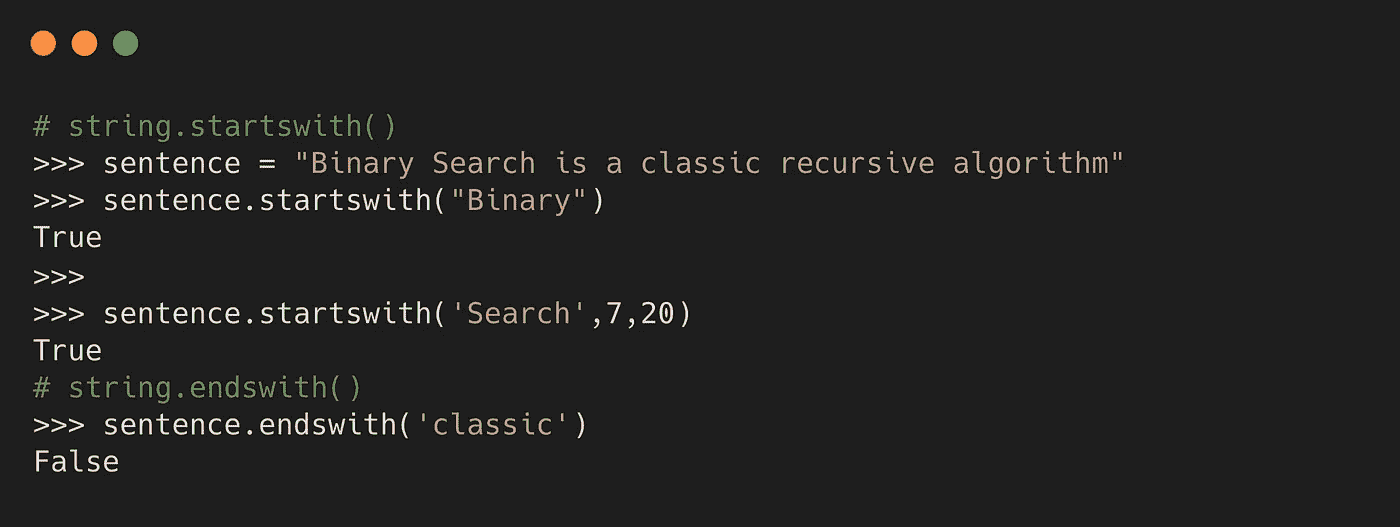 # string.startswith()
>>> sentence = "Binary Search is a classic recursive algorithm"
>>> sentence.startswith("Binary")
True
>>>
>>> sentence.startswith('Search',7,20)
True
# string.endswith()
>>> sentence.endswith('classic')
False